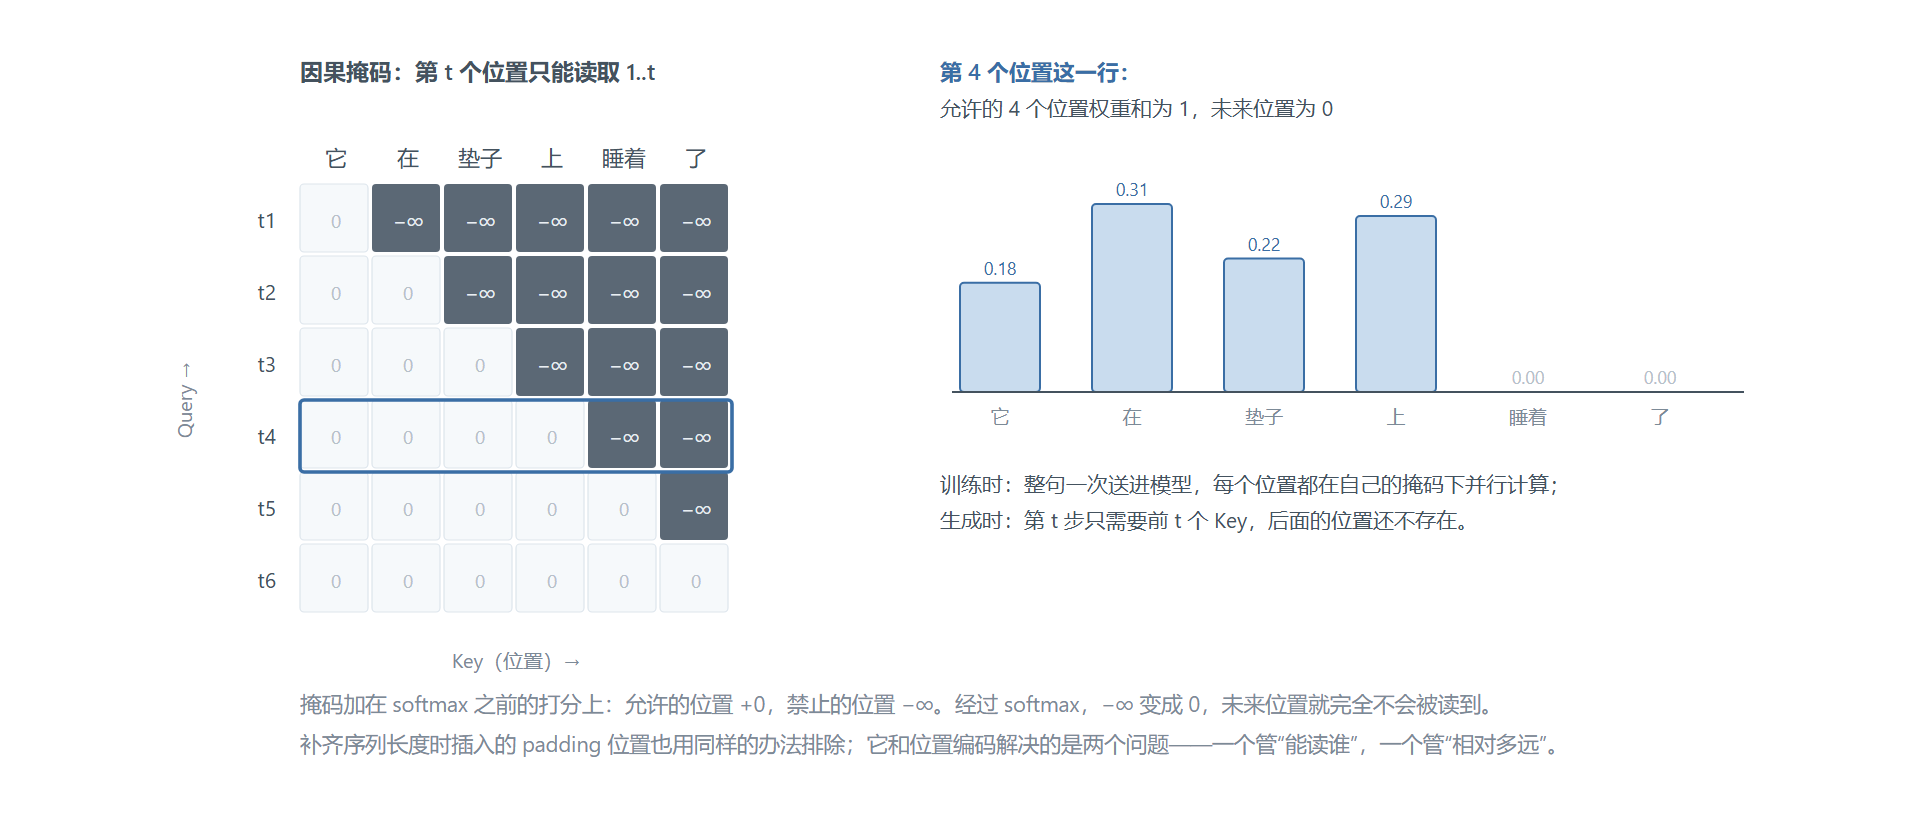 因果掩码：第 t 个位置只能读取 1..t
它 在 垫子 上 睡着 了
t1 0 −∞ −∞ −∞ −∞ −∞
t2 0 0 −∞ −∞ −∞ −∞
t3 0 0 0 −∞ −∞ −∞
t4 0 0 0 0 −∞ −∞
t5 0 0 0 0 0 −∞
t6 0 0 0 0 0 0
Query →
Key（位置）→
第 4 个位置这一行：
允许的 4 个位置权重和为 1，未来位置为 0
0.18 0.31 0.22 0.29 0.00 0.00
它 在 垫子 上 睡着 了
训练时：整句一次送进模型，每个位置都在自己的掩码下并行计算；
生成时：第 t 步只需要前 t 个 Key，后面的位置还不存在。
掩码加在 softmax 之前的打分上：允许的位置 +0，禁止的位置 −∞。经过 softmax，−∞ 变成 0，未来位置就完全不会被读到。
补齐序列长度时插入的 padding 位置也用同样的办法排除；它和位置编码解决的是两个问题——一个管“能读谁”，一个管“相对多远”。